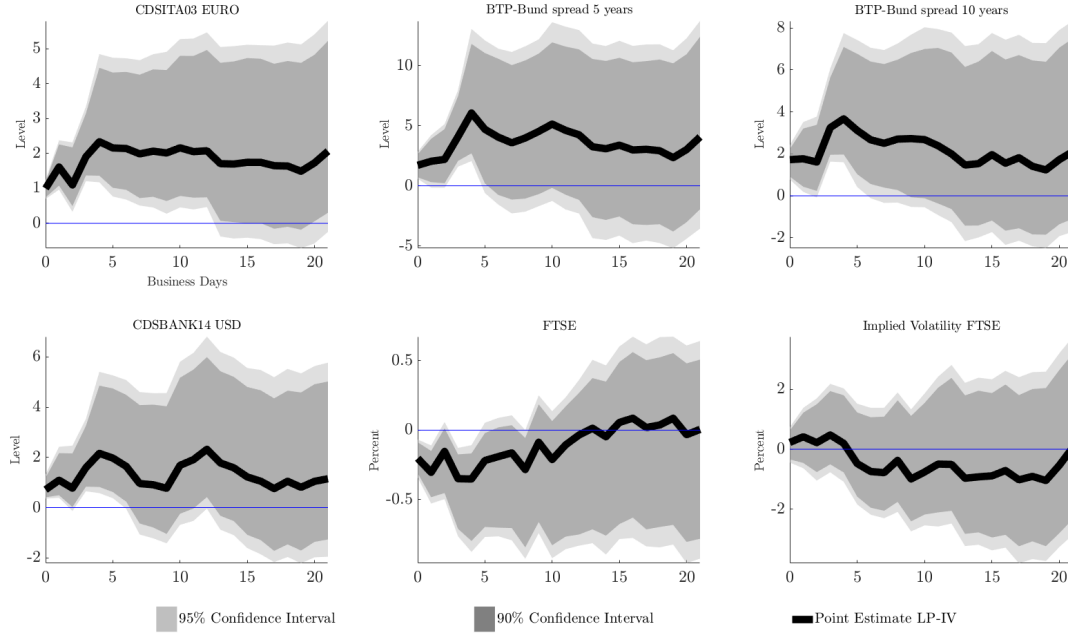 CDSITA03 EURO
BTP-Bund spread 5 years
BTP-Bund spread 10 years
Level
5
4
3
2
1
0
0 5 10 15 20
Business Days
Level
10
5
0
-5
0 5 10 15 20
Level
8
6
4
2
0
-2
0 5 10 15 20
CDSBANK14 USD
FTSE
Implied Volatility FTSE
Level
6
4
2
0
-2
0 5 10 15 20
Percent
0.5
0
-0.5
0 5 10 15 20
Percent
2
0
-2
0 5 10 15 20
95% Confidence Interval
90% Confidence Interval
Point Estimate LP-IV